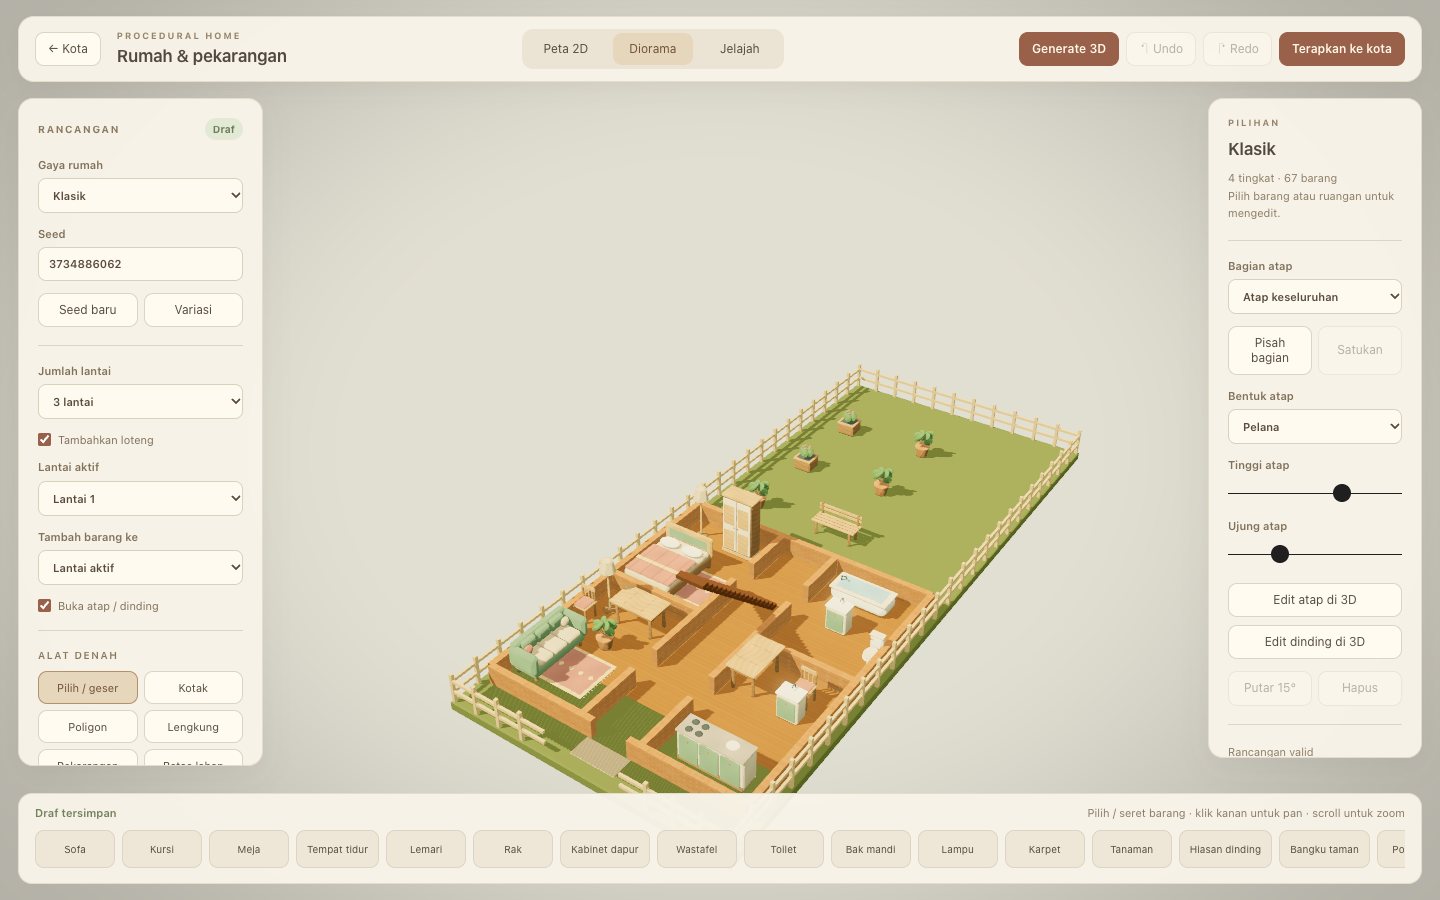 ← Kota
PROCEDURAL HOME
Rumah & pekarangan
Peta 2D
Diorama
Jelajah
Generate 3D
Undo
Redo
Terapkan ke kota
RANCANGAN
Draf
Gaya rumah
Klasik
Seed
3734886062
Seed baru
Variasi
Jumlah lantai
3 lantai
Tambahkan loteng
Lantai aktif
Lantai 1
Tambah barang ke
Lantai aktif
Buka atap / dinding
ALAT DENAH
Pilih / geser
Kotak
Poligon
Lengkung
PILIHAN
Klasik
4 tingkat · 67 barang
Pilih barang atau ruangan untuk
mengedit.
Bagian atap
Atap keseluruhan
Pisah
bagian
Satukan
Bentuk atap
Pelana
Tinggi atap
Ujung atap
Edit atap di 3D
Edit dinding di 3D
Putar 15°
Hapus
Rancangan valid
Draf tersimpan
Pilih / seret barang · klik kanan untuk pan · scroll untuk zoom
Sofa
Kursi
Meja
Tempat tidur
Lemari
Rak
Kabinet dapur
Wastafel
Toilet
Bak mandi
Lampu
Karpet
Tanaman
Hiasan dinding
Bangku taman
Po